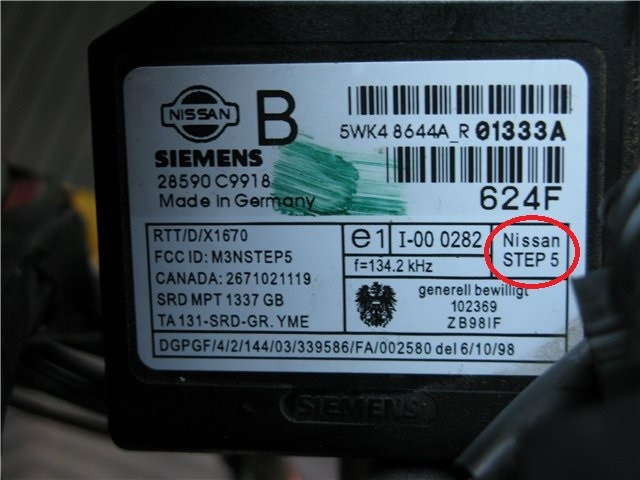 NISSAN
B
5WK4 8644A_R 01333A
SIEMENS
28590 C9918
624F
Made in Germany
RTT/D/X1670
FCC ID: M3NSTEP5
CANADA: 2671021119
SRD MPT 1337 GB
TA 131-SRD-GR. YME
e1
I-00 0282
f=134.2 kHz
Nissan
STEP 5
generell bewilligt
102369
ZB98IF
DGPGF/4/2/144/03/339586/FA/002580 del 6/10/98
SIEMENS